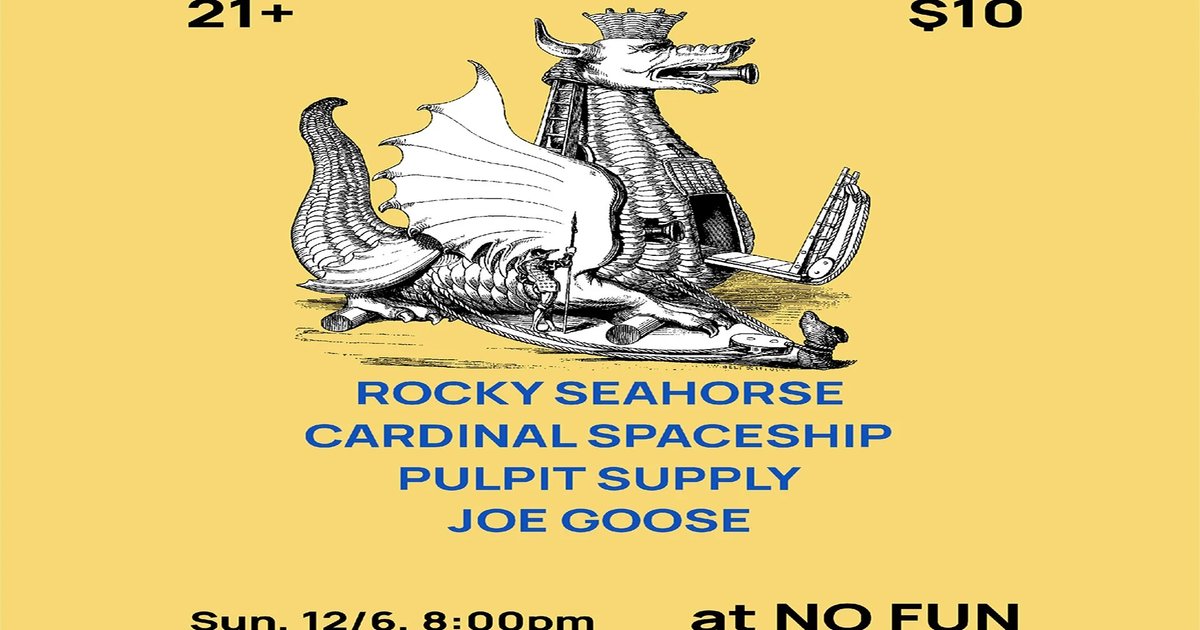 21+ $10
ROCKY SEAHORSE
CARDINAL SPACESHIP
PULPIT SUPPLY
JOE GOOSE
Sun, 12/6, 8:00pm at NO FUN